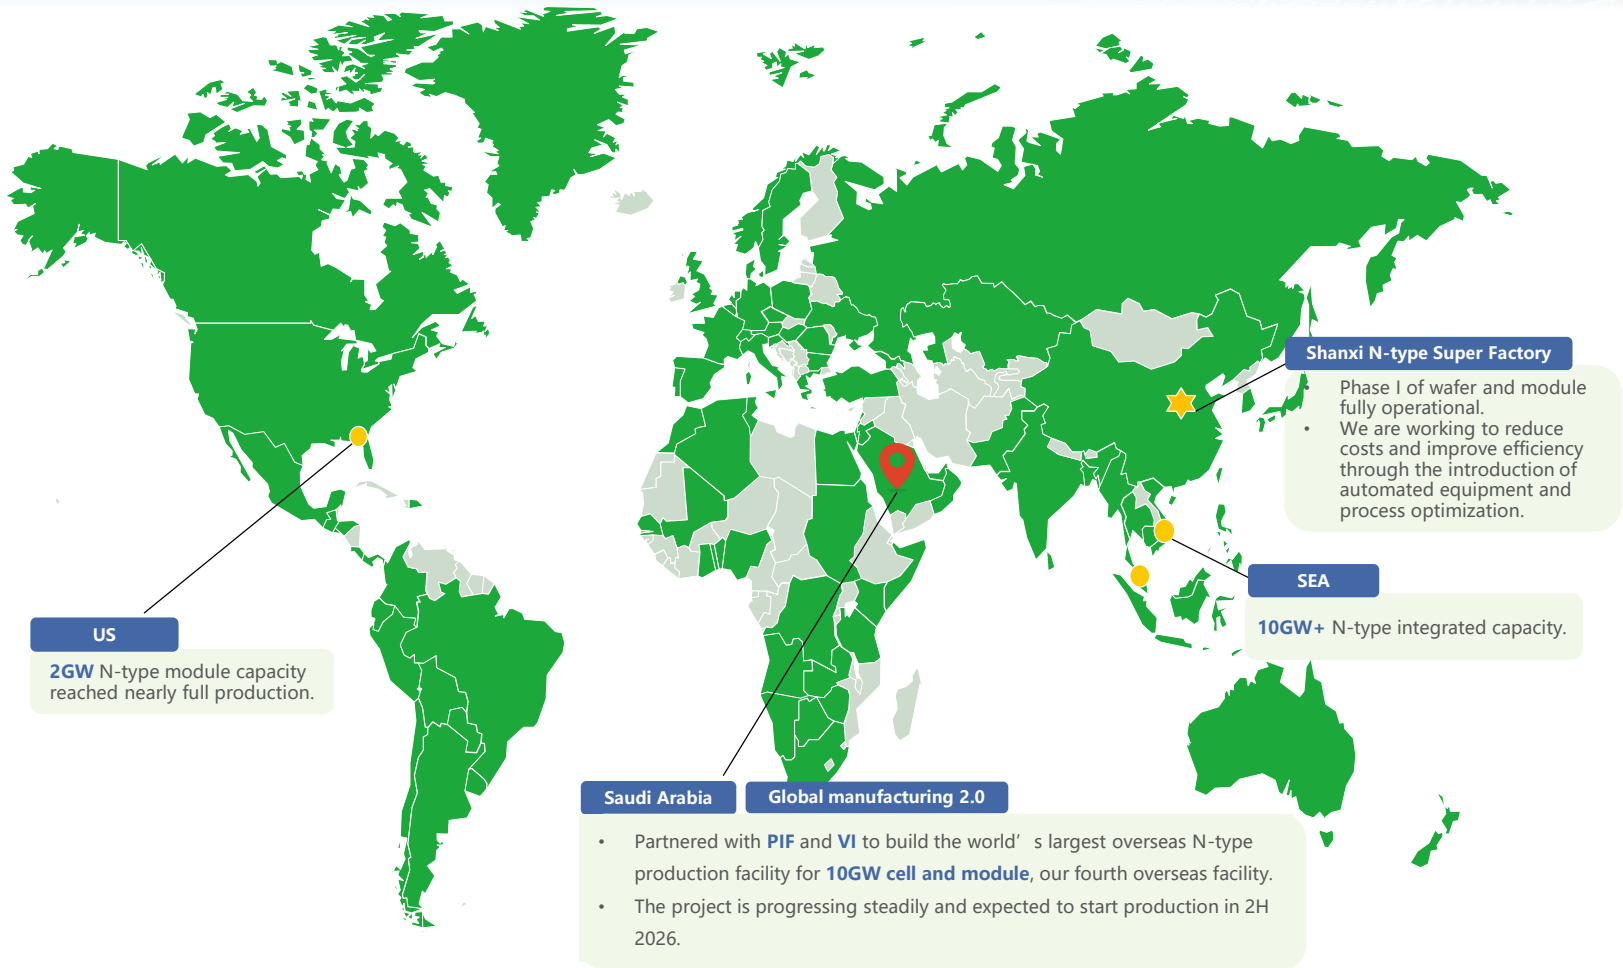 Shanxi N-type Super Factory
• Phase I of wafer and module
fully operational.
• We are working to reduce
costs and improve efficiency
through the introduction of
automated equipment and
process optimization.
SEA
10GW+ N-type integrated capacity.
US
2GW N-type module capacity
reached nearly full production.
Saudi Arabia
Global manufacturing 2.0
• Partnered with PIF and VI to build the world’ s largest overseas N-type
production facility for 10GW cell and module, our fourth overseas facility.
• The project is progressing steadily and expected to start production in 2H
2026.